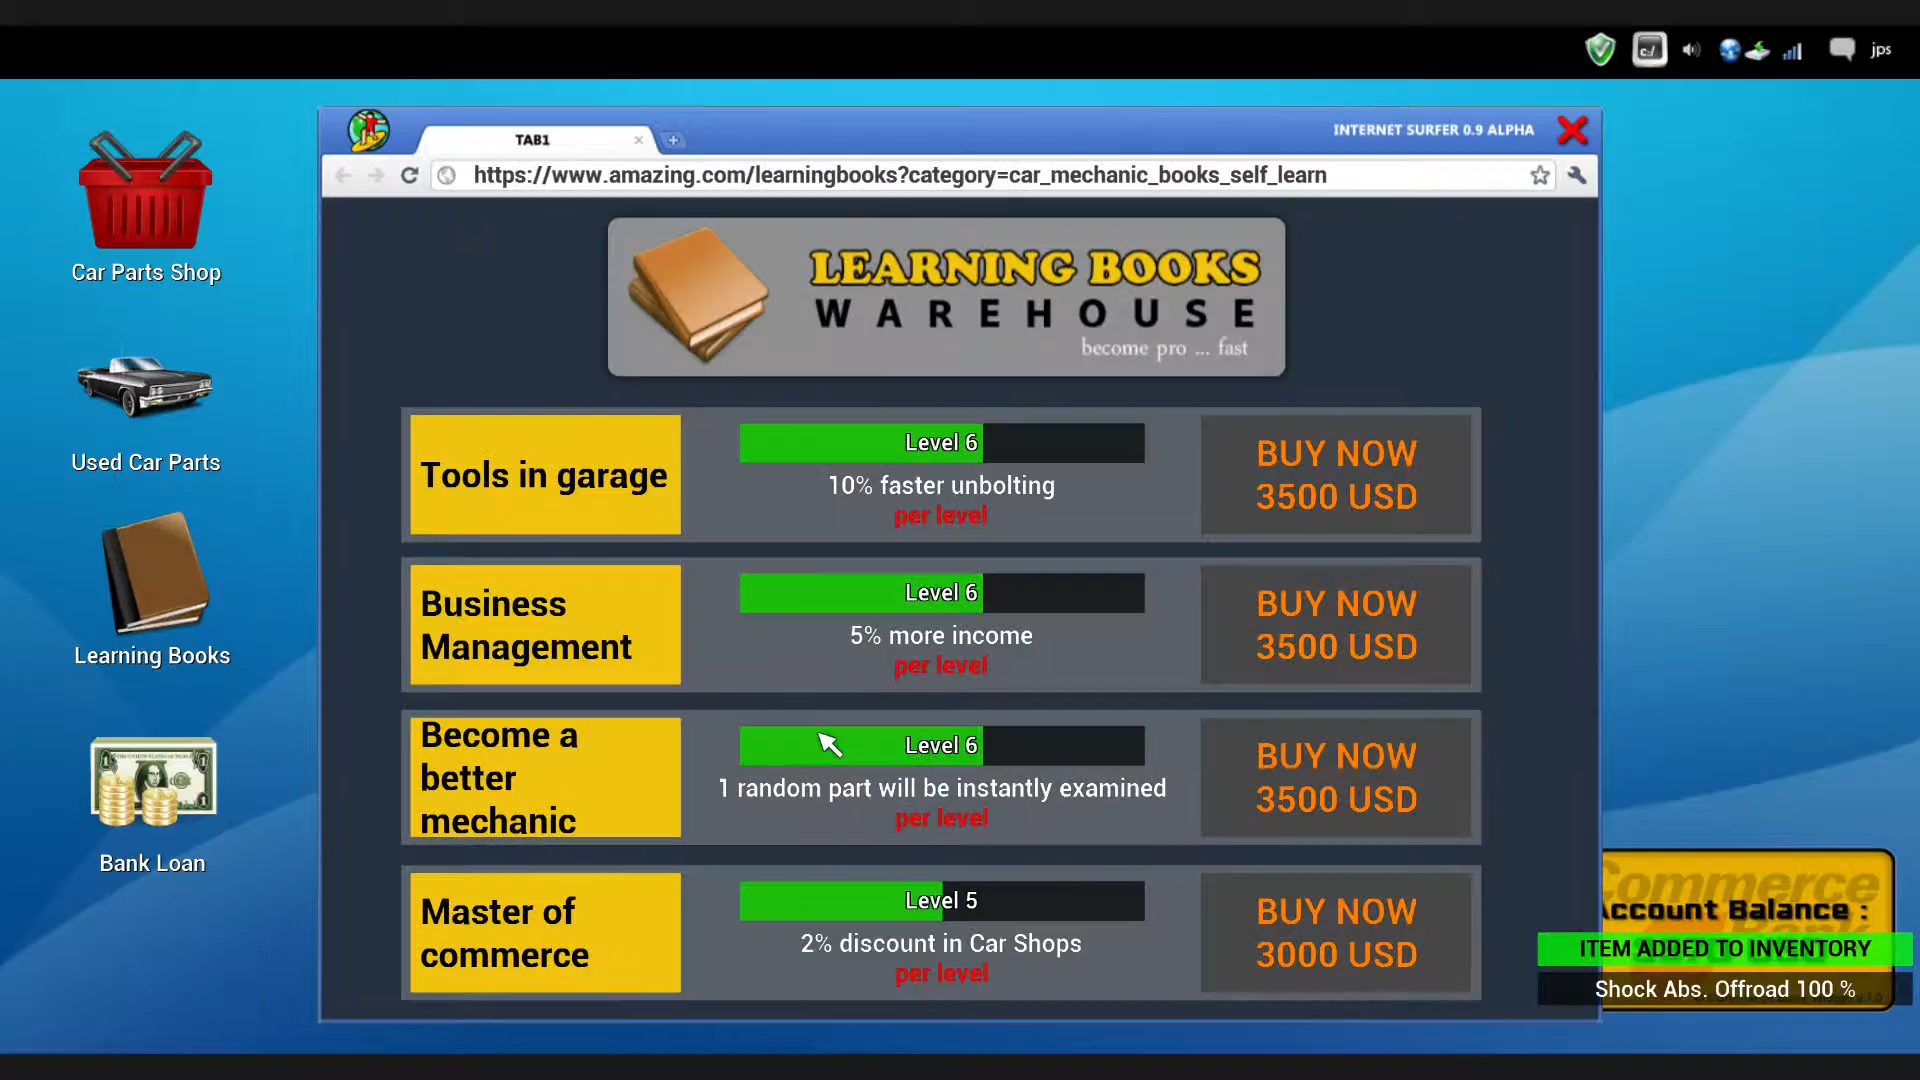 jps
TAB1
INTERNET SURFER 0.9 ALPHA
https://www.amazing.com/learningbooks?category=car_mechanic_books_self_learn
Car Parts Shop
Used Car Parts
Learning Books
Bank Loan
LEARNING BOOKS
WAREHOUSE
become pro ... fast
Tools in garage
Level 6
10% faster unbolting
per level
BUY NOW
3500 USD
Business
Management
Level 6
5% more income
per level
BUY NOW
3500 USD
Become a
better
mechanic
Level 6
1 random part will be instantly examined
per level
BUY NOW
3500 USD
Master of
commerce
Level 5
2% discount in Car Shops
per level
BUY NOW
3000 USD
Commerce
Account Balance :
ITEM ADDED TO INVENTORY
Shock Abs. Offroad 100 %